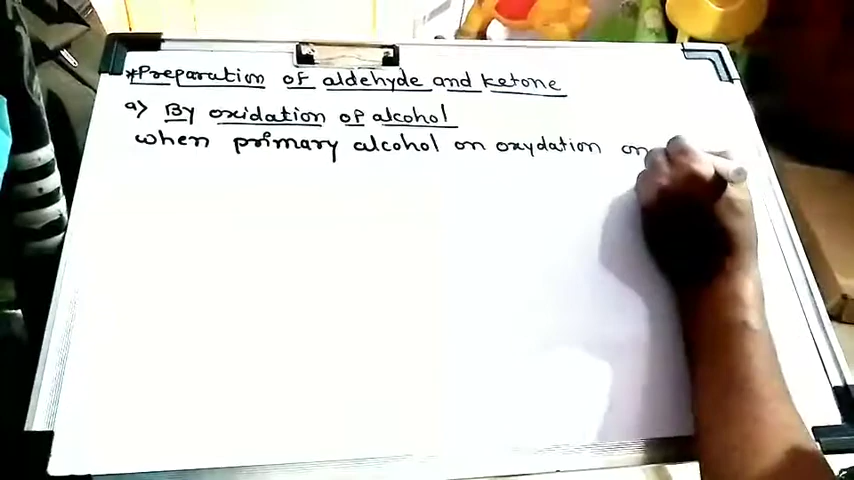 *Preparation of aldehyde and ketone
a) By oxidation of alcohol
when primary alcohol on oxydation on